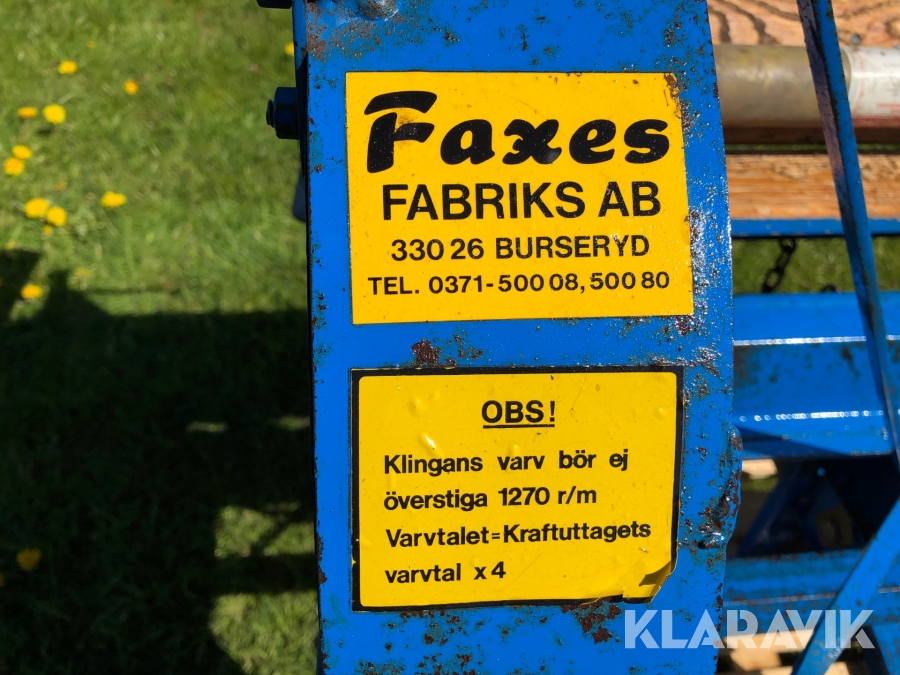 Faxes
FABRIKS AB
330 26 BURSERYD
TEL. 0371-500 08, 500 80
OBS!
Klingans varv bör ej
överstiga 1270 r/m
Varvtalet=Kraftuttagets
varvtal x 4
KLARAVIK